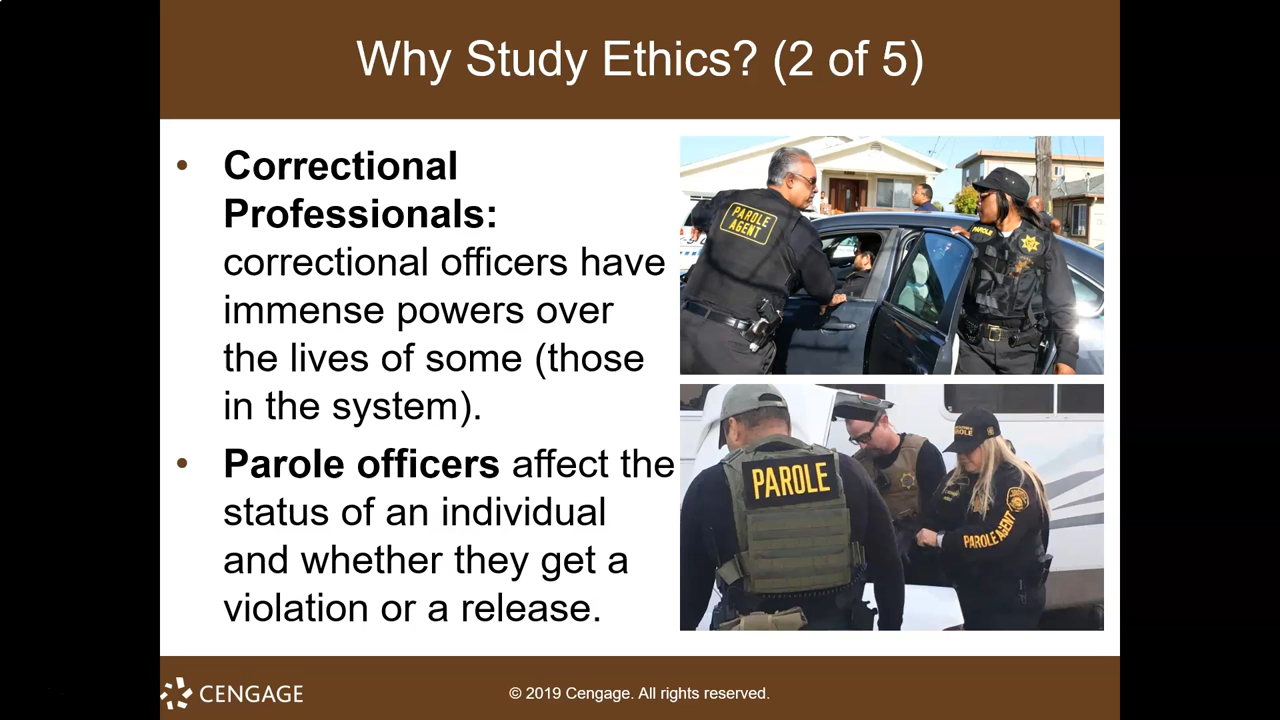 Why Study Ethics? (2 of 5)
• Correctional
Professionals:
correctional officers have
immense powers over
the lives of some (those
in the system).
• Parole officers affect the
status of an individual
and whether they get a
violation or a release.
PAROLE
AGENT
PAROLE
PAROLE
PAROLE
PAROLE AGENT
CENGAGE
© 2019 Cengage. All rights reserved.